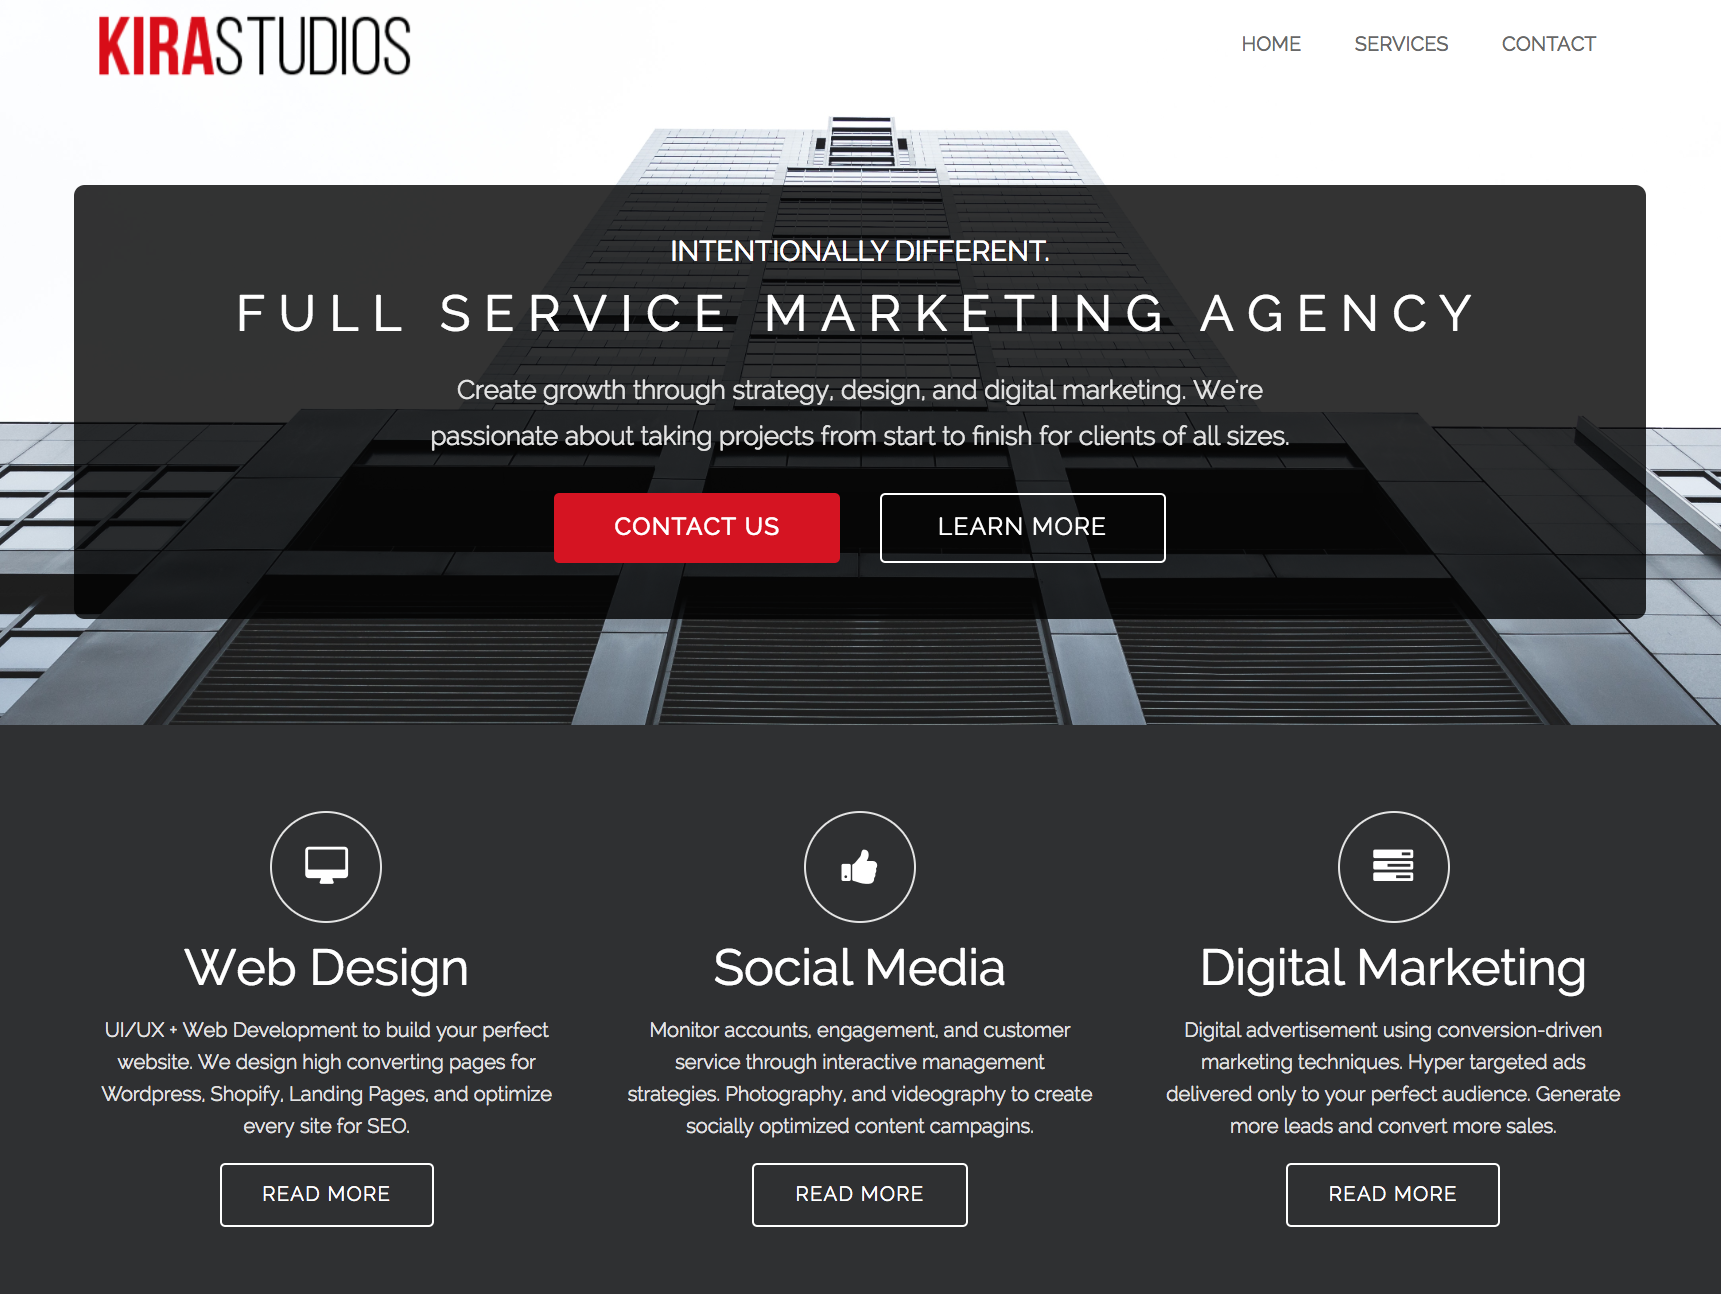 KIRASTUDIOS
HOME SERVICES CONTACT
INTENTIONALLY DIFFERENT.
FULL SERVICE MARKETING AGENCY
Create growth through strategy, design, and digital marketing. We're
passionate about taking projects from start to finish for clients of all sizes.
CONTACT US LEARN MORE
Web Design
UI/UX + Web Development to build your perfect
website. We design high converting pages for
Wordpress, Shopify, Landing Pages, and optimize
every site for SEO.
READ MORE
Social Media
Monitor accounts, engagement, and customer
service through interactive management
strategies. Photography, and videography to create
socially optimized content campagins.
READ MORE
Digital Marketing
Digital advertisement using conversion-driven
marketing techniques. Hyper targeted ads
delivered only to your perfect audience. Generate
more leads and convert more sales.
READ MORE